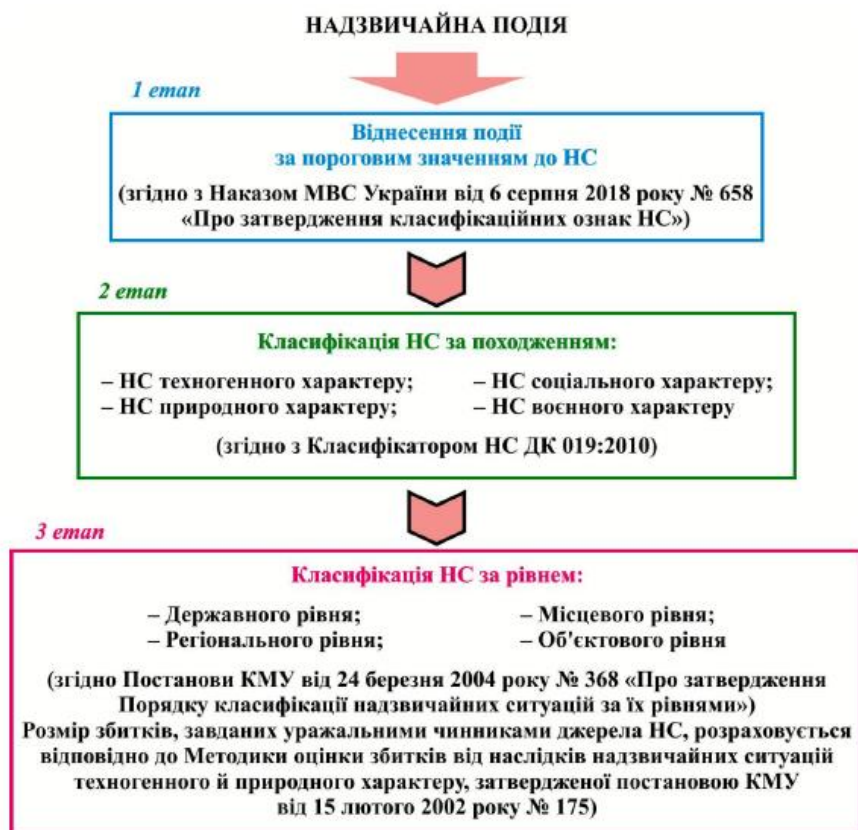 НАДЗВИЧАЙНА ПОДІЯ
1 етап
Віднесення події
за пороговим значенням до НС
(згідно з Наказом МВС України від 6 серпня 2018 року № 658
«Про затвердження класифікаційних ознак НС»)
2 етап
Класифікація НС за походженням:
– НС техногенного характеру; – НС соціального характеру;
– НС природного характеру; – НС воєнного характеру
(згідно з Класифікатором НС ДК 019:2010)
3 етап
Класифікація НС за рівнем:
– Державного рівня; – Місцевого рівня;
– Регіонального рівня; – Об'єктового рівня
(згідно Постанови КМУ від 24 березня 2004 року № 368 «Про затвердження
Порядку класифікації надзвичайних ситуацій за їх рівнями»)
Розмір збитків, завданих уражальними чинниками джерела НС, розраховується
відповідно до Методики оцінки збитків від наслідків надзвичайних ситуацій
техногенного й природного характеру, затвердженої постановою КМУ
від 15 лютого 2002 року № 175)